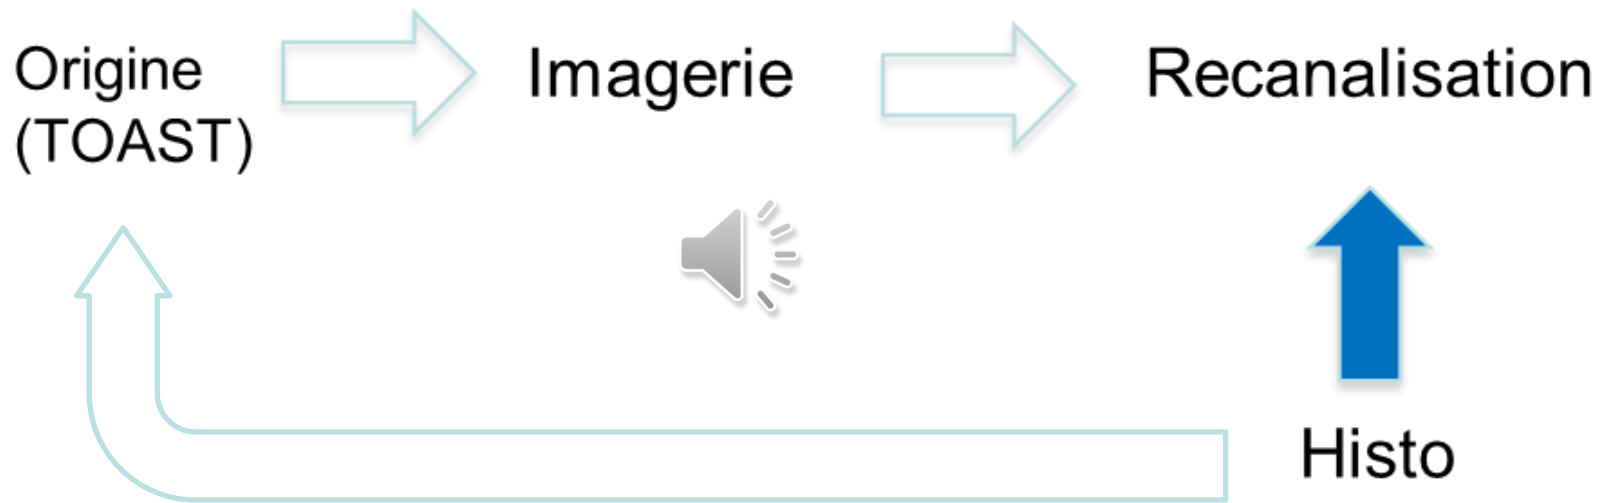 Origine
(TOAST)
Imagerie
Recanalisation
Histo